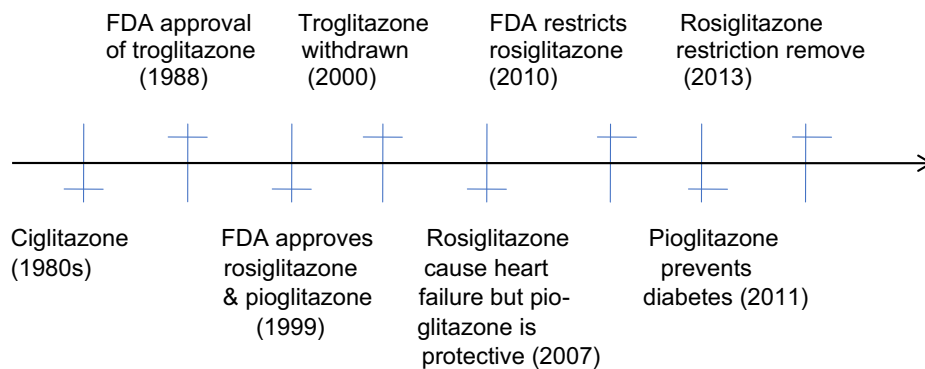 FDA approval
of troglitazone
(1988)
Troglitazone
withdrawn
(2000)
FDA restricts
rosiglitazone
(2010)
Rosiglitazone
restriction remove
(2013)
Ciglitazone
(1980s)
FDA approves
rosiglitazone
& pioglitazone
(1999)
Rosiglitazone
cause heart
failure but pio-
glitazone is
protective (2007)
Pioglitazone
prevents
diabetes (2011)